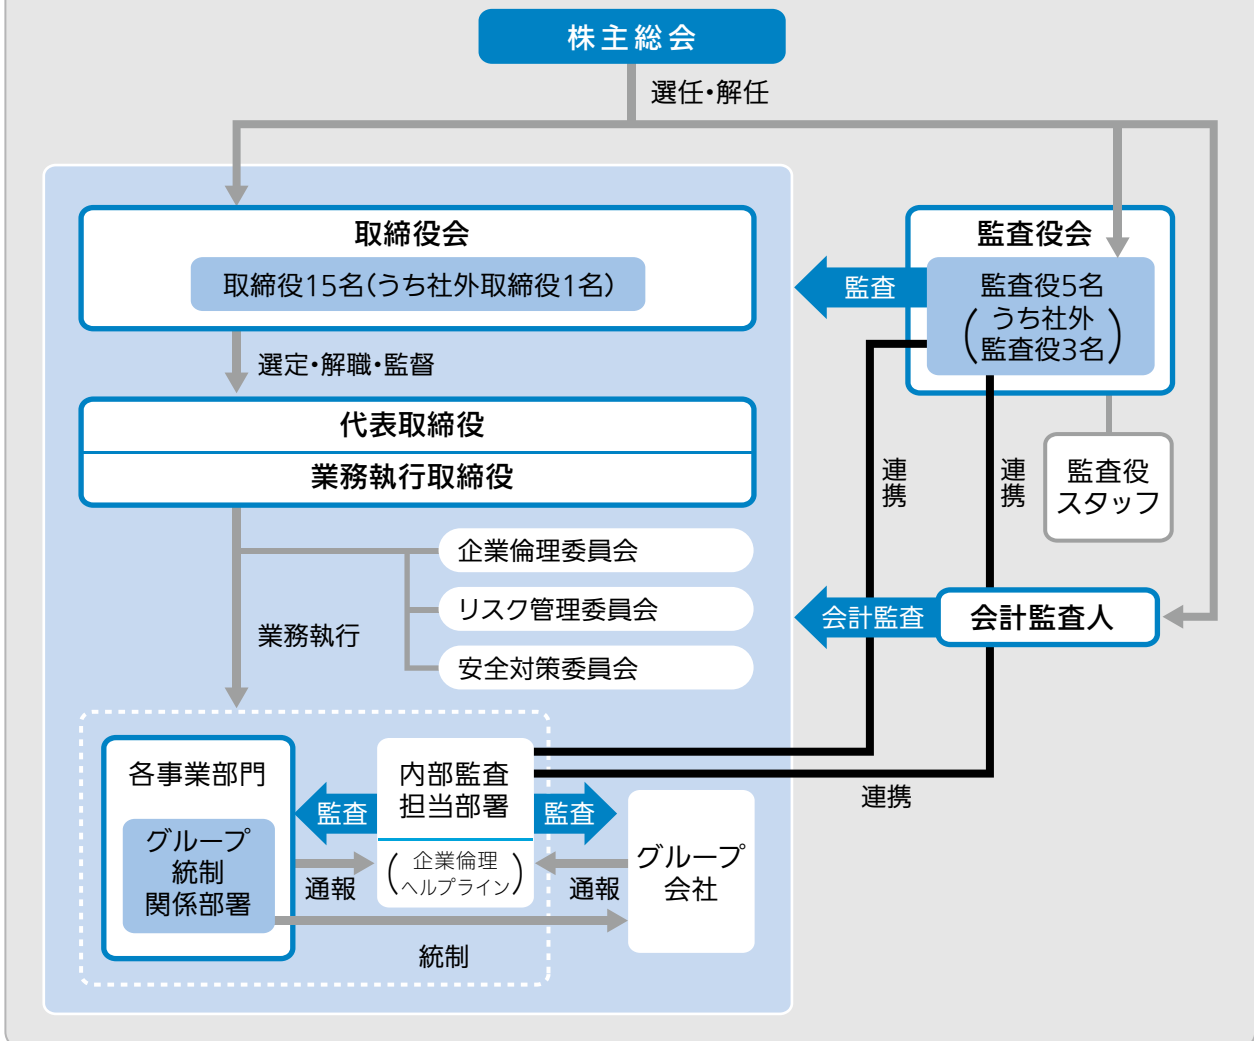 株主総会
選任・解任
取締役会
取締役15名(うち社外取締役1名)
監査役会
監査役5名
(うち社外
監査役3名)
監査
選定・解職・監督
代表取締役
業務執行取締役
連携
連携
監査役
スタッフ
企業倫理委員会
リスク管理委員会
安全対策委員会
業務執行
会計監査
会計監査人
各事業部門
グループ
統制
関係部署
監査
内部監査
担当部署
(企業倫理
ヘルプライン)
監査
連携
通報
通報
グループ
会社
統制